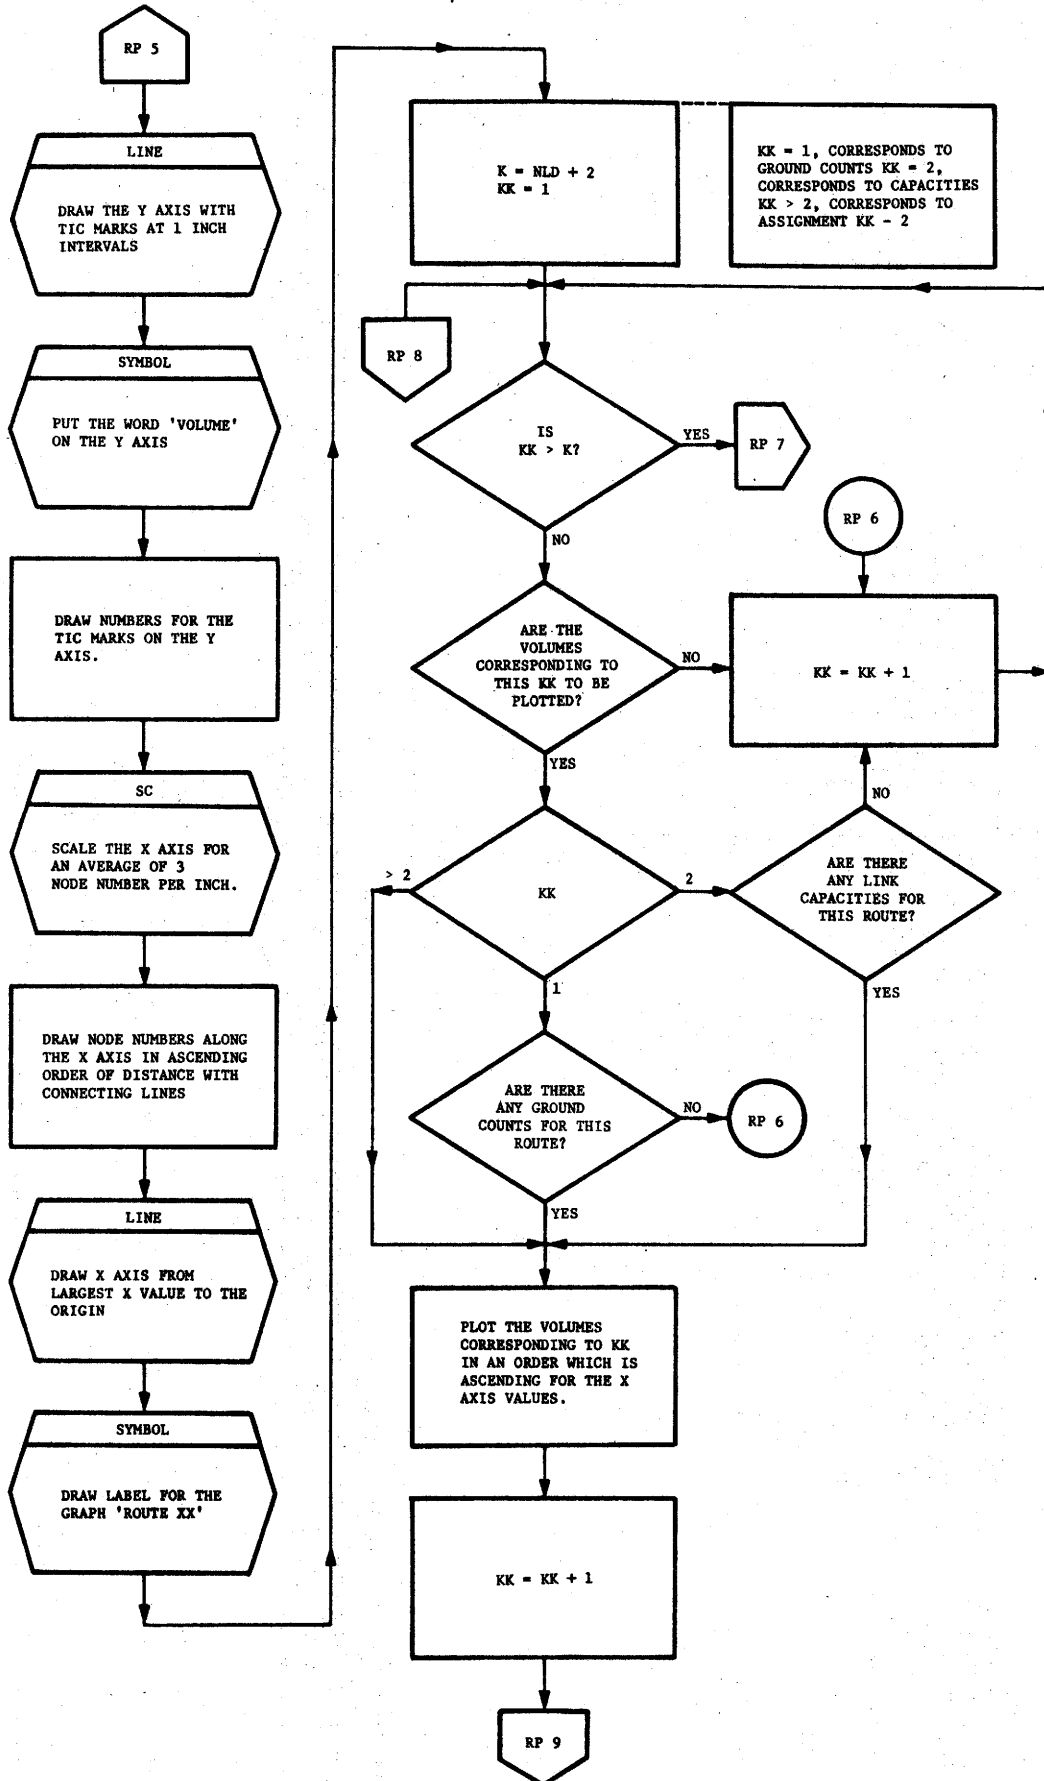 RP 5
LINE
DRAW THE Y AXIS WITH
TIC MARKS AT 1 INCH
INTERVALS
SYMBOL
PUT THE WORD 'VOLUME'
ON THE Y AXIS
DRAW NUMBERS FOR THE
TIC MARKS ON THE Y
AXIS.
SC
SCALE THE X AXIS FOR
AN AVERAGE OF 3
NODE NUMBER PER INCH.
DRAW NODE NUMBERS ALONG
THE X AXIS IN ASCENDING
ORDER OF DISTANCE WITH
CONNECTING LINES
LINE
DRAW X AXIS FROM
LARGEST X VALUE TO THE
ORIGIN
SYMBOL
DRAW LABEL FOR THE
GRAPH 'ROUTE XX'
K = NLD + 2
KK = 1
KK = 1, CORRESPONDS TO
GROUND COUNTS KK = 2,
CORRESPONDS TO CAPACITIES
KK > 2, CORRESPONDS TO
ASSIGNMENT KK - 2
RP 8
IS
KK > K?
YES
RP 7
NO
RP 6
ARE THE
VOLUMES
CORRESPONDING TO
THIS KK TO BE
PLOTTED?
NO
KK = KK + 1
YES
NO
KK
> 2
2
1
ARE THERE
ANY LINK
CAPACITIES FOR
THIS ROUTE?
YES
ARE THERE
ANY GROUND
COUNTS FOR THIS
ROUTE?
NO
RP 6
YES
PLOT THE VOLUMES
CORRESPONDING TO KK
IN AN ORDER WHICH IS
ASCENDING FOR THE X
AXIS VALUES.
KK = KK + 1
RP 9